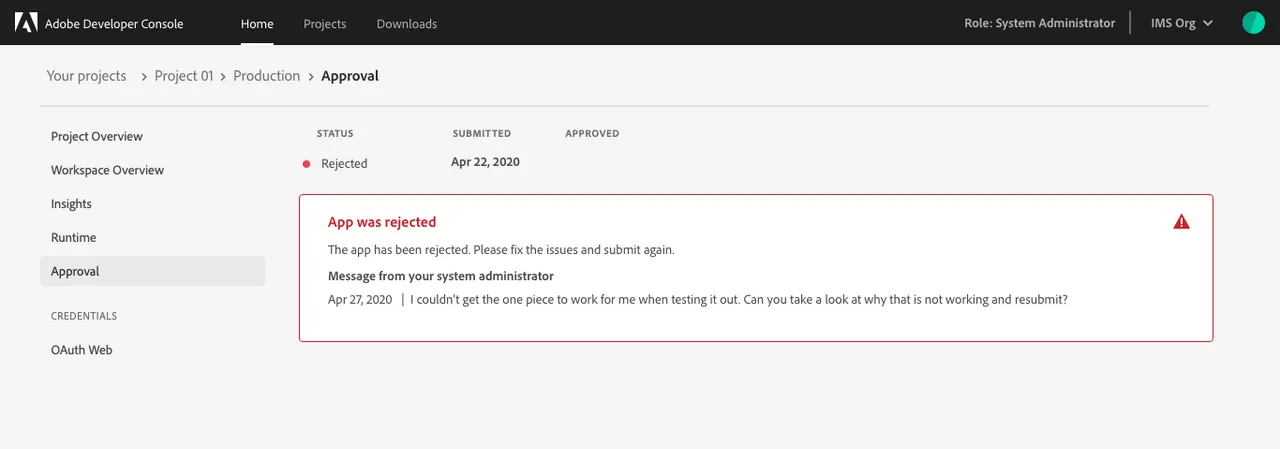 Adobe Developer Console Home Projects Downloads Role: System Administrator IMS Org
Your projects > Project 01 > Production > Approval
Project Overview
Workspace Overview
Insights
Runtime
Approval
CREDENTIALS
OAuth Web
STATUS SUBMITTED APPROVED
Rejected Apr 22, 2020
App was rejected
The app has been rejected. Please fix the issues and submit again.
Message from your system administrator
Apr 27, 2020 | I couldn't get the one piece to work for me when testing it out. Can you take a look at why that is not working and resubmit?